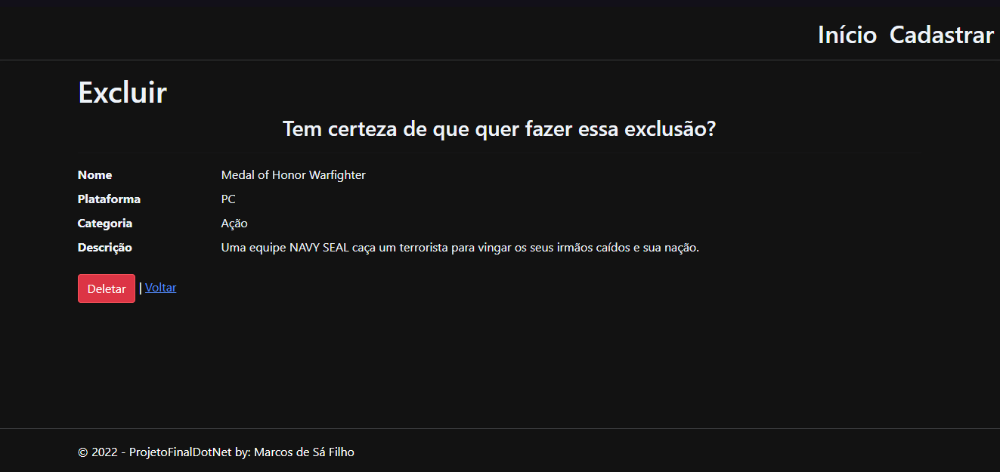 Início Cadastrar
Excluir
Tem certeza de que quer fazer essa exclusão?
Nome Medal of Honor Warfighter
Plataforma PC
Categoria Ação
Descrição Uma equipe NAVY SEAL caça um terrorista para vingar os seus irmãos caídos e sua nação.
Deletar | Voltar
© 2022 - ProjetoFinalDotNet by: Marcos de Sá Filho